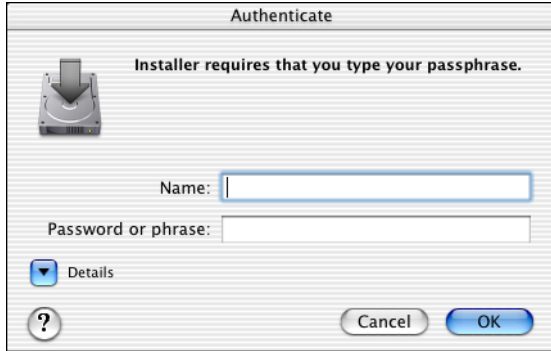 Authenticate
Installer requires that you type your passphrase.
Name:
Password or phrase:
Details
?
Cancel
OK